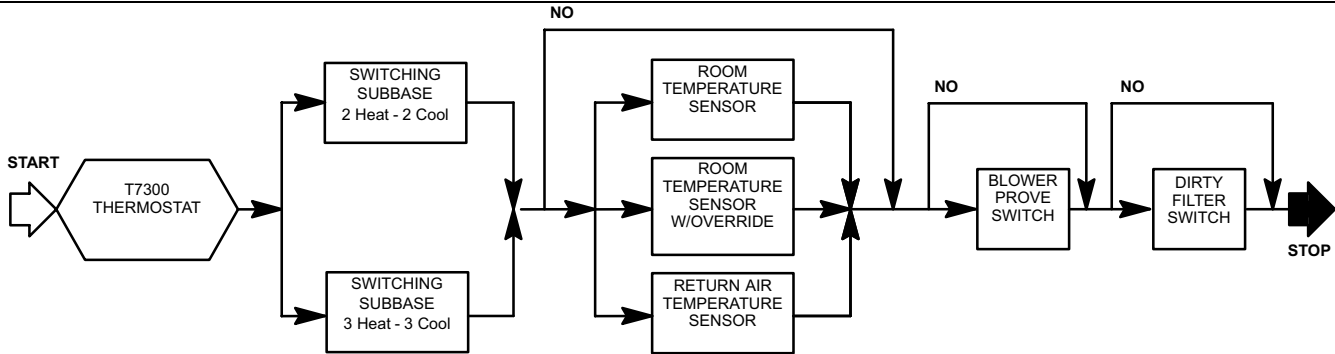 START
T7300
THERMOSTAT
SWITCHING
SUBBASE
2 Heat - 2 Cool
SWITCHING
SUBBASE
3 Heat - 3 Cool
NO
ROOM
TEMPERATURE
SENSOR
ROOM
TEMPERATURE
SENSOR
W/OVERRIDE
RETURN AIR
TEMPERATURE
SENSOR
NO
BLOWER
PROVE
SWITCH
NO
DIRTY
FILTER
SWITCH
STOP